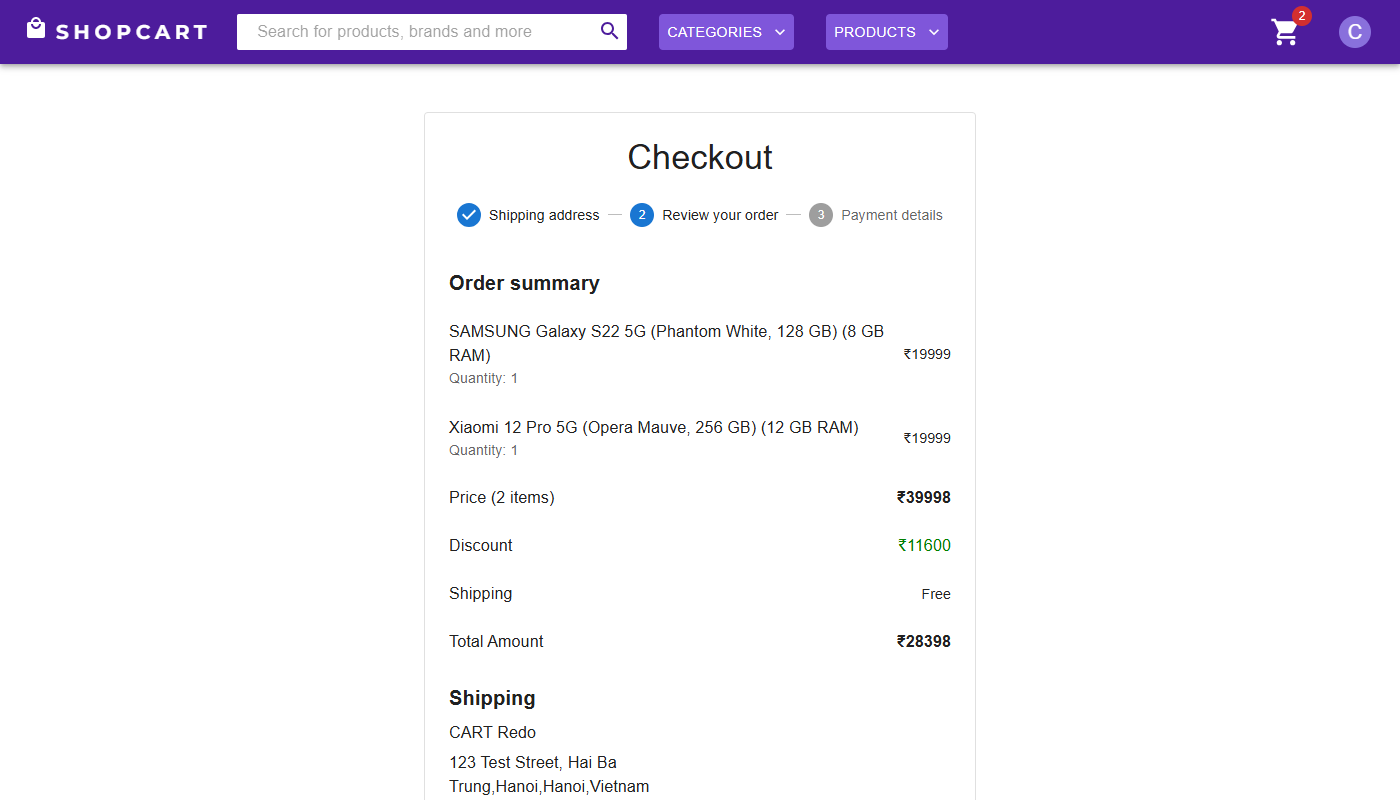 SHOPCART
Search for products, brands and more
CATEGORIES
PRODUCTS
2
C
Checkout
Shipping address
2
Review your order
3
Payment details
Order summary
SAMSUNG Galaxy S22 5G (Phantom White, 128 GB) (8 GB
RAM)
₹19999
Quantity: 1
Xiaomi 12 Pro 5G (Opera Mauve, 256 GB) (12 GB RAM)
₹19999
Quantity: 1
Price (2 items)
₹39998
Discount
₹11600
Shipping
Free
Total Amount
₹28398
Shipping
CART Redo
123 Test Street, Hai Ba
Trung,Hanoi,Hanoi,Vietnam